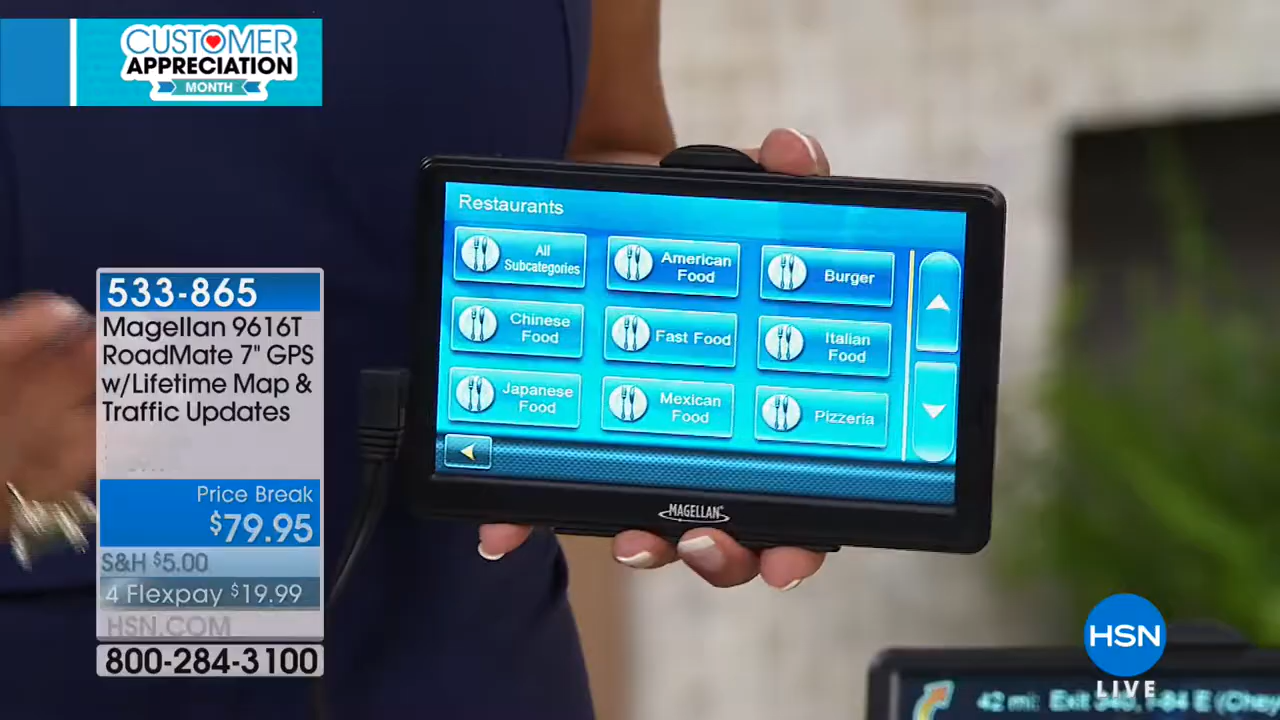 CUSTOMER
APPRECIATION
MONTH
533-865
Magellan 9616T
RoadMate 7" GPS
w/Lifetime Map &
Traffic Updates
Price Break
$79.95
S&H $5.00
4 Flexpay $19.99
HSN.COM
800-284-3100
Restaurants
All
Subcategories
American
Food
Burger
Chinese
Food
Fast Food
Italian
Food
Japanese
Food
Mexican
Food
Pizzeria
MAGELLAN
HSN
LIVE
42 mi: Exit
I-84 E